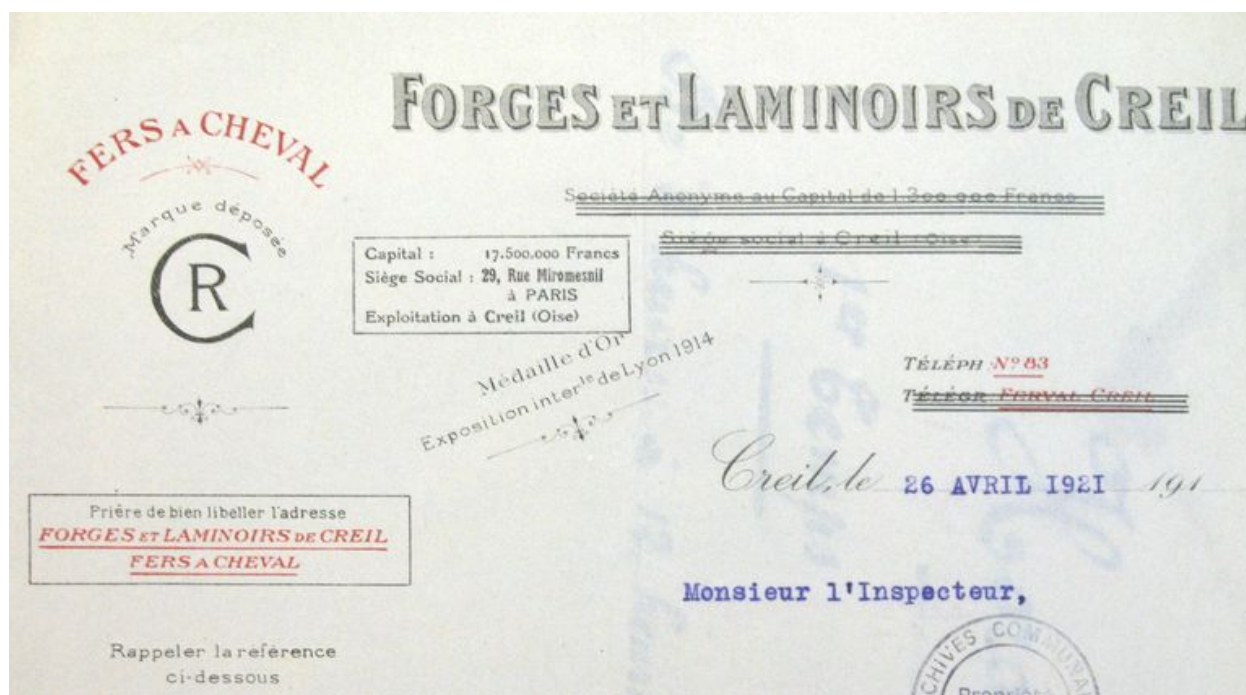 FORGES ET LAMINOIRS DE CREIL
FERS A CHEVAL
Marque déposée
CR
Société Anonyme au Capital de 1.300.000 Francs
Siège social à Creil (Oise)
Capital : 17.500.000 Francs
Siège Social : 29, Rue Miromesnil
à PARIS
Exploitation à Creil (Oise)
Médaille d'Or
Exposition inter.le de Lyon 1914
TÉLÉPH Nº 83
TÉLÉGR FERVAL CREIL
Creil, le 26 AVRIL 1921 191
Prière de bien libeller l'adresse
FORGES ET LAMINOIRS DE CREIL
FERS A CHEVAL
Monsieur l'Inspecteur,
Rappeler la référence
ci-dessous